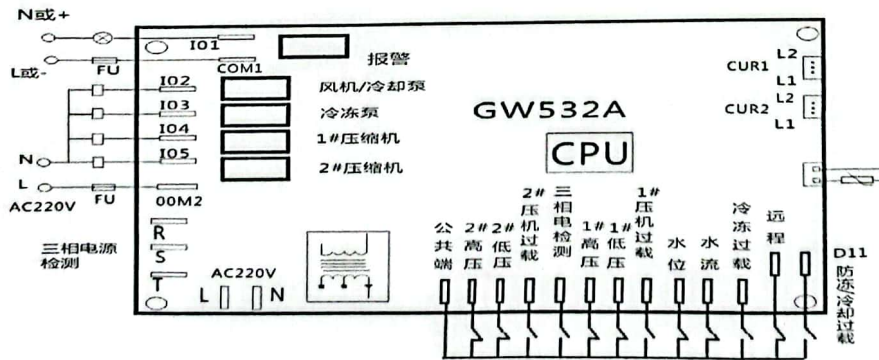 N或+
IO1
报警
L或-
FU
COM1
IO2
风机/冷却泵
IO3
冷冻泵
IO4
1#压缩机
IO5
2#压缩机
N
L
FU
00M2
AC220V
GW532A
CPU
CUR1
L2
L1
CUR2
L2
L1
R
S
T
三相电源
检测
AC220V
L
N
公共端
2#高压
2#低压
2#压机过载
三相电检测
1#高压
1#低压
1#压机过载
水位
水流
冷冻过载
远程
D11
防冻/冷却过载